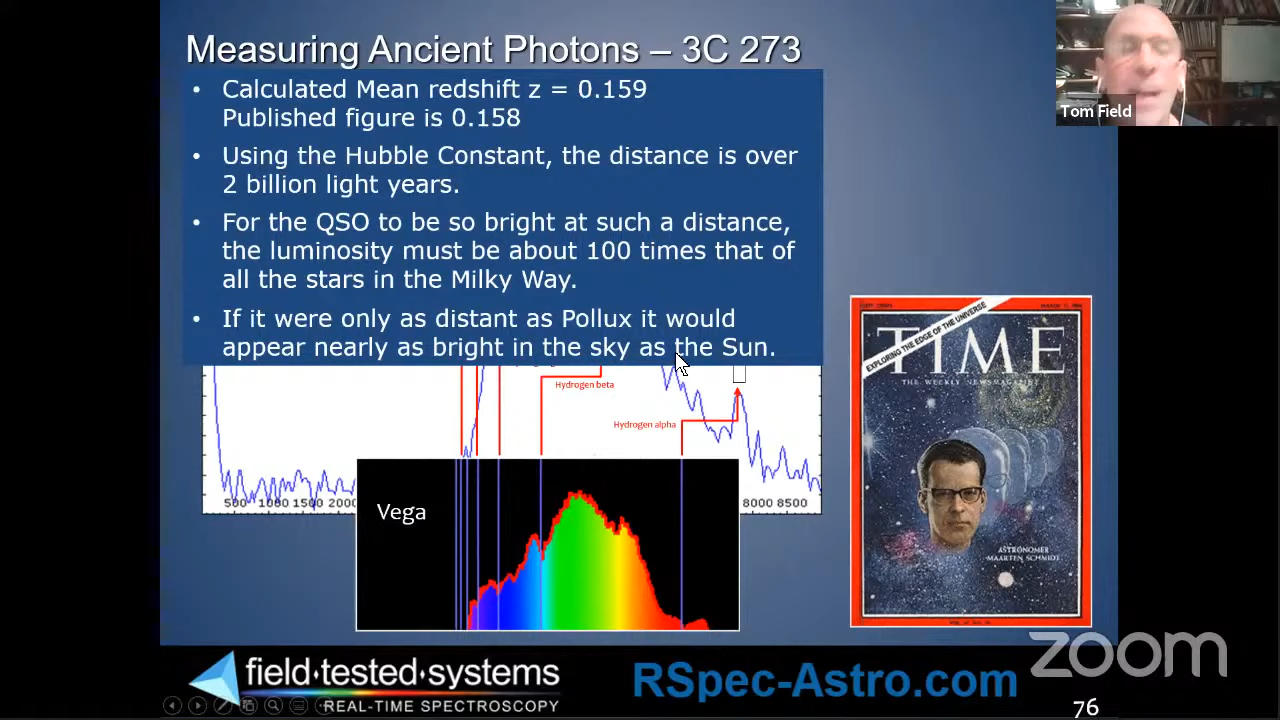 Measuring Ancient Photons – 3C 273
Tom Field
• Calculated Mean redshift z = 0.159
Published figure is 0.158
• Using the Hubble Constant, the distance is over
2 billion light years.
• For the QSO to be so bright at such a distance,
the luminosity must be about 100 times that of
all the stars in the Milky Way.
• If it were only as distant as Pollux it would
appear nearly as bright in the sky as the Sun.
Hydrogen beta
Hydrogen alpha
500 1000 1500 2000
8000 8500
Vega
EXPLORING THE EDGE OF THE UNIVERSE
TIME
THE WEEKLY NEWSMAGAZINE
ASTRONOMER
MAARTEN SCHMIDT
zoom
field·tested·systems
REAL-TIME SPECTROSCOPY
RSpec-Astro.com
76